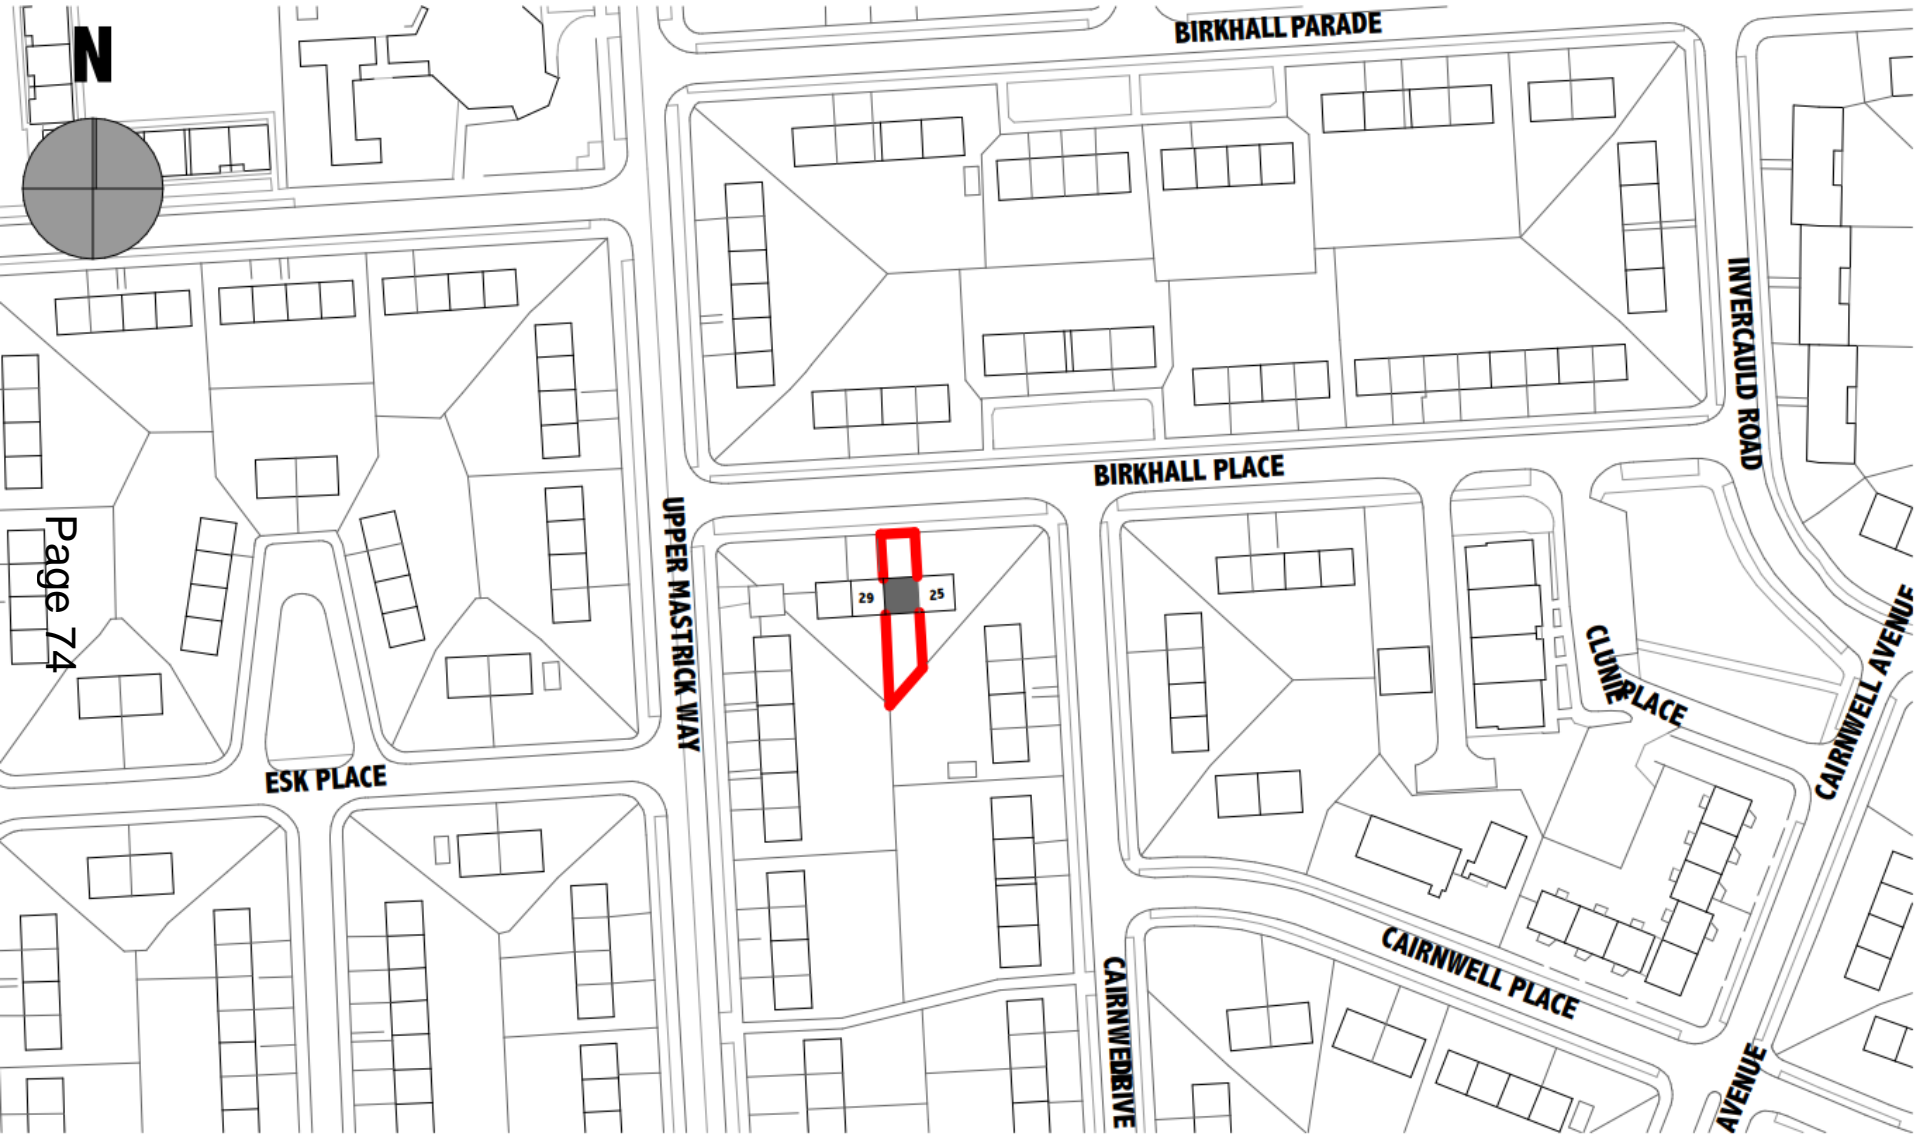 BIRKHALL PARADE
N
INVERCAULD ROAD
BIRKHALL PLACE
UPPER MASTRICK WAY
Page 74
29
25
CLUNIE
PLACE
CAIRNWELL AVENUE
ESK PLACE
CAIRNWELL PLACE
CAIRNWEDRIVE
AVENUE